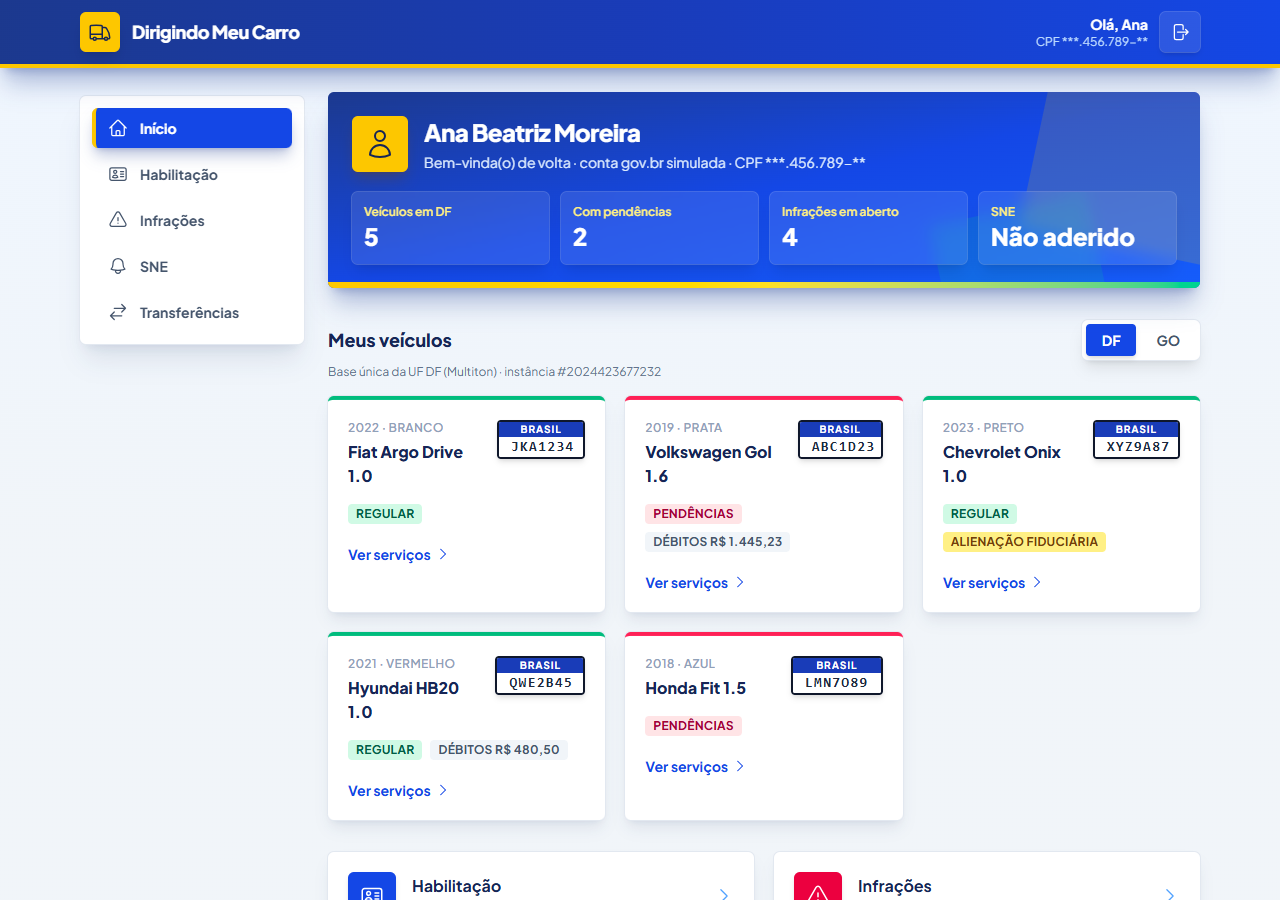 Dirigindo Meu Carro
Olá, Ana
CPF ***.456.789-**
Início
Habilitação
Infrações
SNE
Transferências
Ana Beatriz Moreira
Bem-vinda(o) de volta · conta gov.br simulada · CPF ***.456.789-**
Veículos em DF
5
Com pendências
2
Infrações em aberto
4
SNE
Não aderido
Meus veículos
DF
GO
Base única da UF DF (Multiton) · instância #2024423677232
2022 · BRANCO
Fiat Argo Drive
1.0
BRASIL
JKA1234
REGULAR
Ver serviços
2019 · PRATA
Volkswagen Gol
1.6
BRASIL
ABC1D23
PENDÊNCIAS
DÉBITOS R$ 1.445,23
Ver serviços
2023 · PRETO
Chevrolet Onix
1.0
BRASIL
XYZ9A87
REGULAR
ALIENAÇÃO FIDUCIÁRIA
Ver serviços
2021 · VERMELHO
Hyundai HB20
1.0
BRASIL
QWE2B45
REGULAR
DÉBITOS R$ 480,50
Ver serviços
2018 · AZUL
Honda Fit 1.5
BRASIL
LMN7O89
PENDÊNCIAS
Ver serviços
Habilitação
Infrações